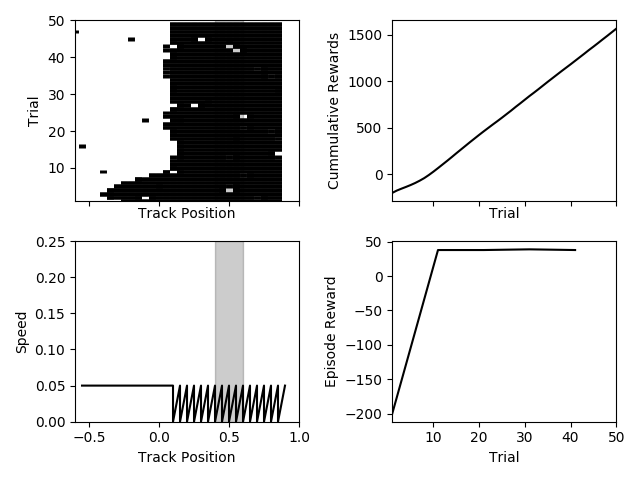 50
40
30
20
10
Trial
Track Position
1500
1000
500
0
Cummulative Rewards
Trial
0.25
0.20
0.15
0.10
0.05
0.00
Speed
−0.5 0.0 0.5 1.0
Track Position
50
0
−50
−100
−150
−200
Episode Reward
10 20 30 40 50
Trial